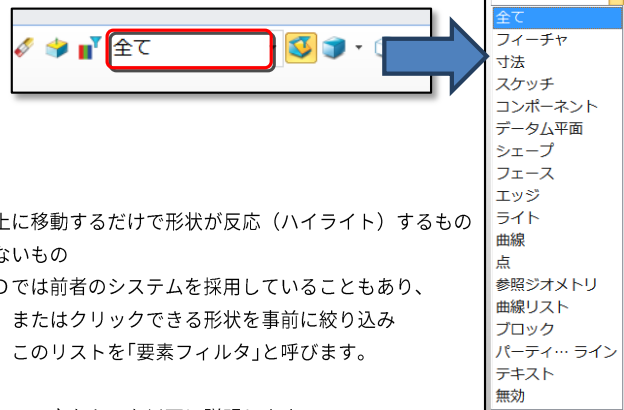 全て
全て
フィーチャ
寸法
スケッチ
コンポーネント
データム平面
シェープ
フェース
エッジ
ライト
曲線
点
参照ジオメトリ
曲線リスト
ブロック
パーティ… ライン
テキスト
無効
上に移動するだけで形状が反応（ハイライト）するもの
ないもの
Dでは前者のシステムを採用していることもあり、
またはクリックできる形状を事前に絞り込み
このリストを「要素フィルタ」と呼びます。